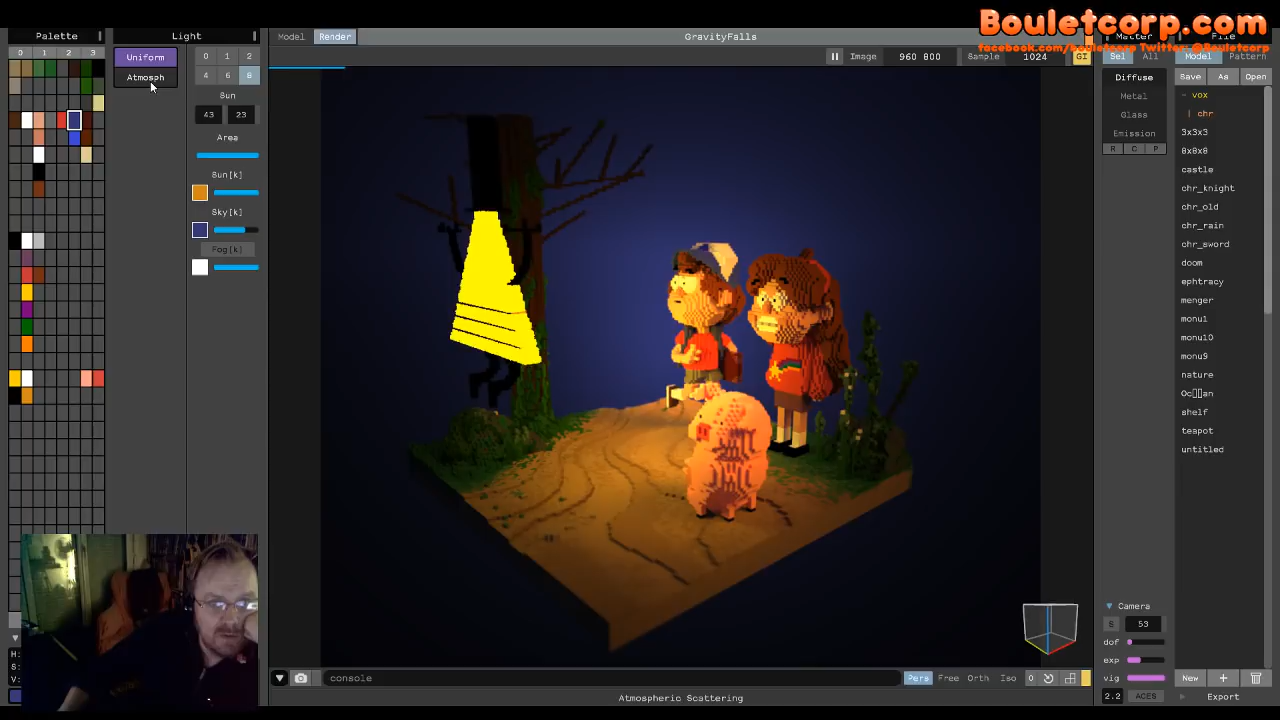 Bouletcorp.com
facebook.com/bouletcorp Twitter: @Bouletcorp
Palette
Light
Model Render
GravityFalls
Master
File
0 1 2 3
Uniform
Atmosph
0 1 2
4 6 8
Sun
43 23
Area
Sun[k]
Sky[k]
Fog[k]
Image 960 800 Sample 1024 GI
Sel All
Diffuse
Metal
Glass
Emission
R C P
Model Pattern
Save As Open
- vox
| chr
3x3x3
8x8x8
castle
chr_knight
chr_old
chr_rain
chr_sword
doom
ephtracy
menger
monu1
monu10
monu9
nature
shelf
teapot
untitled
Camera
S 53
dof
exp
vig
2.2 ACES
New +
Export
console
Pers Free Orth Iso 0
Atmospheric Scattering
H:
S:
V: